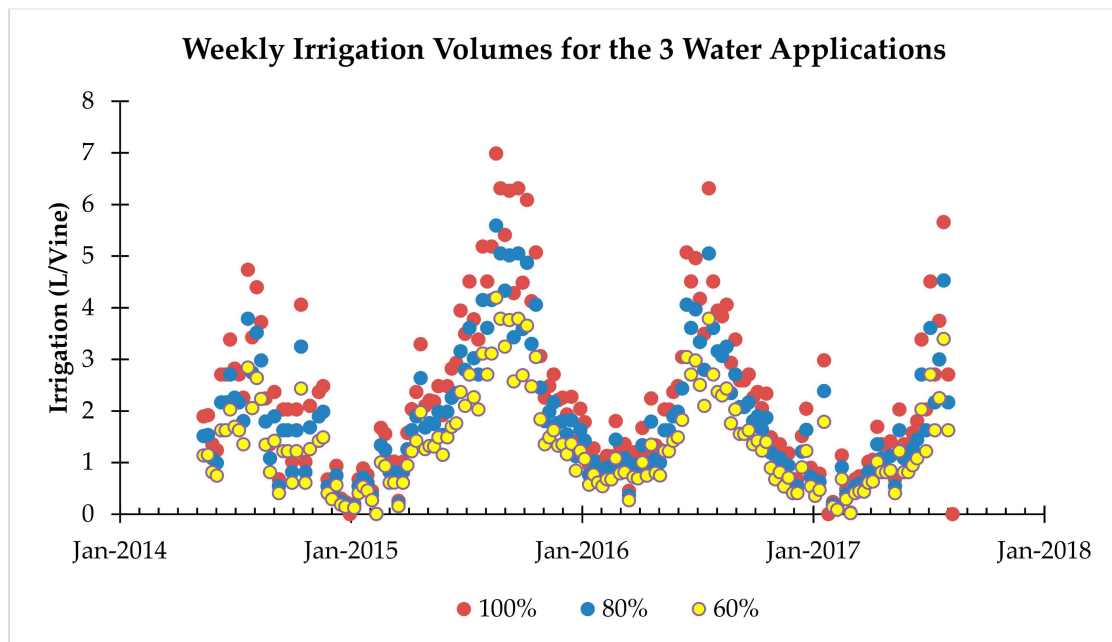 Weekly Irrigation Volumes for the 3 Water Applications
Irrigation (L/Vine)
8
7
6
5
4
3
2
1
0
Jan-2014 Jan-2015 Jan-2016 Jan-2017 Jan-2018
100% 80% 60%